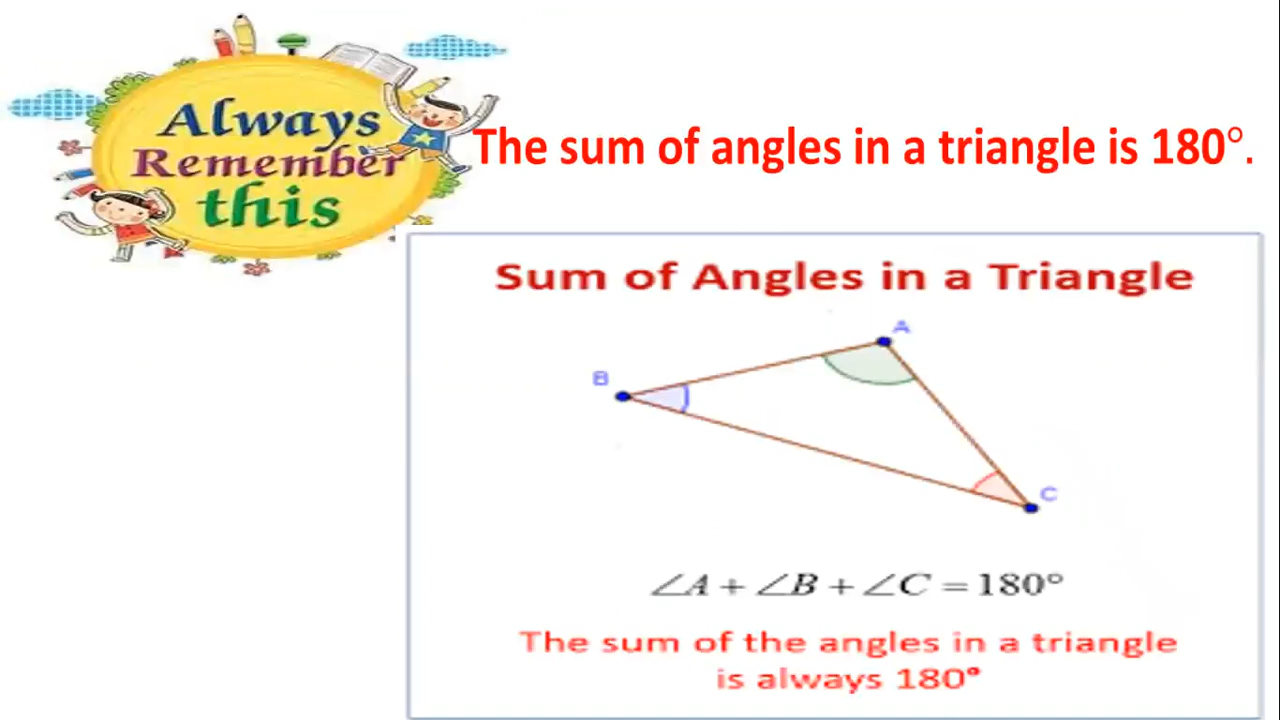 Always
Remember
this
The sum of angles in a triangle is 180°.
Sum of Angles in a Triangle
A
B
C
∠A + ∠B + ∠C = 180°
The sum of the angles in a triangle
is always 180°